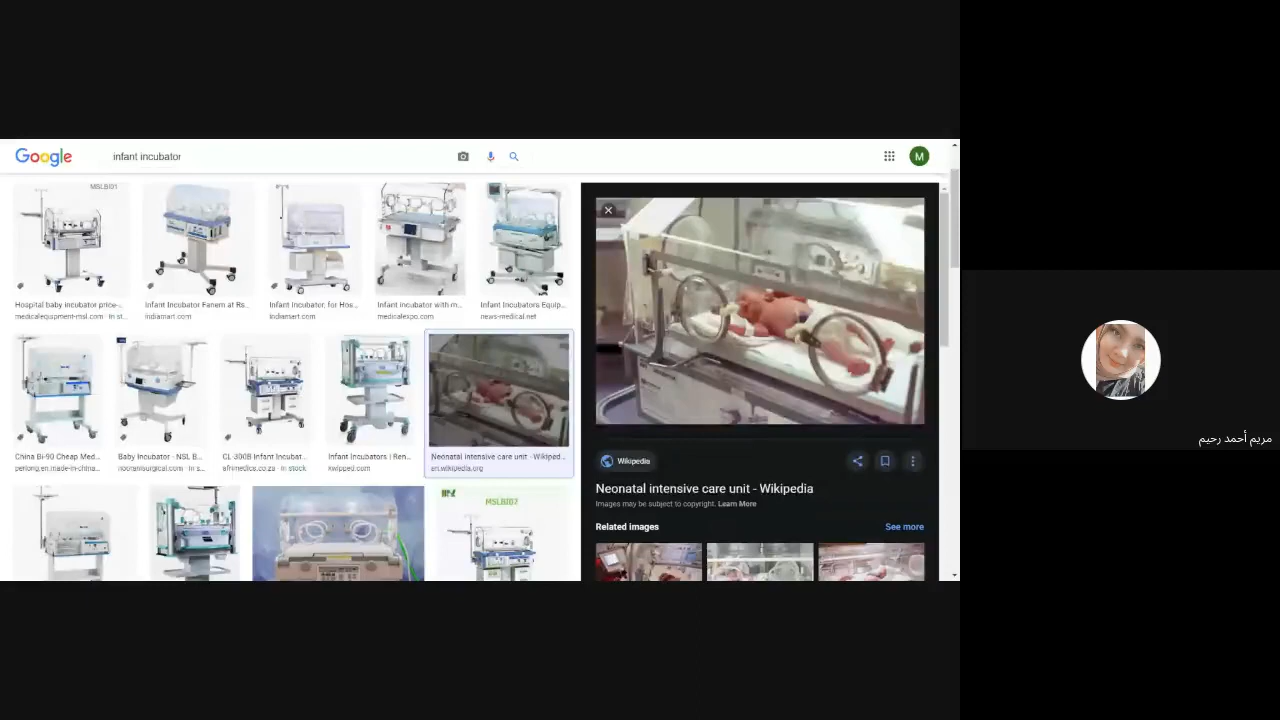 Google
infant incubator
M
MSLBI01
Hospital baby incubator price-...
medicalequipment-msl.com · In st...
Infant Incubator Fanem at Rs...
indiamart.com
Infant Incubator, for Hos...
indiamart.com
Infant incubator with m...
medicalexpo.com
Infant Incubators Equip...
news-medical.net
China Bi-90 Cheap Med...
perlong.en.made-in-china...
Baby Incubator - NSL B...
nooranisurgical.com · In s...
CL-300B Infant Incubat...
afrimedics.co.za · In stock
Infant Incubators | Ren...
kwipped.com
Neonatal intensive care unit - Wikiped...
en.wikipedia.org
MSLBI07
Wikipedia
Neonatal intensive care unit - Wikipedia
Images may be subject to copyright. Learn More
Related images
See more
مريم أحمد رحيم